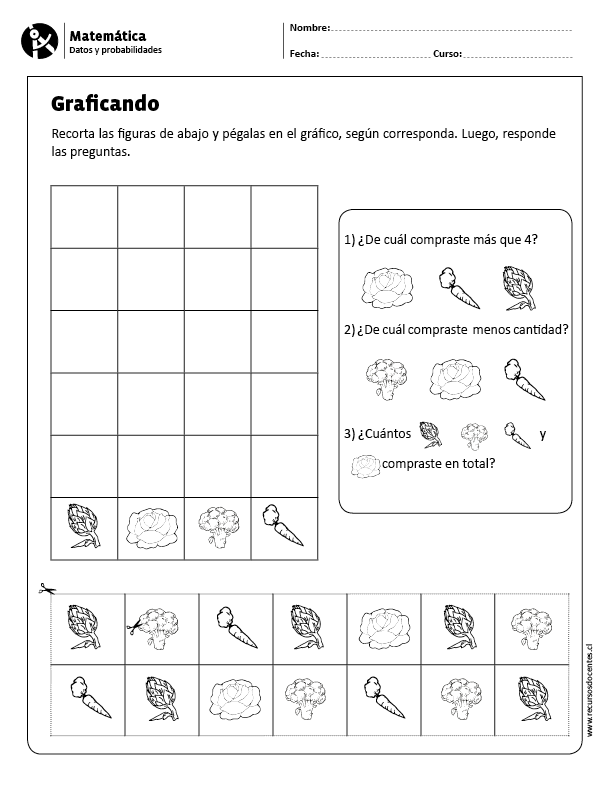 Matemática
Datos y probabilidades
Nombre:
Fecha: Curso:
Graficando
Recorta las figuras de abajo y pégalas en el gráfico, según corresponda. Luego, responde
las preguntas.
1) ¿De cuál compraste más que 4?
2) ¿De cuál compraste menos cantidad?
3) ¿Cuántos y
compraste en total?
www.recursosdocentes.cl